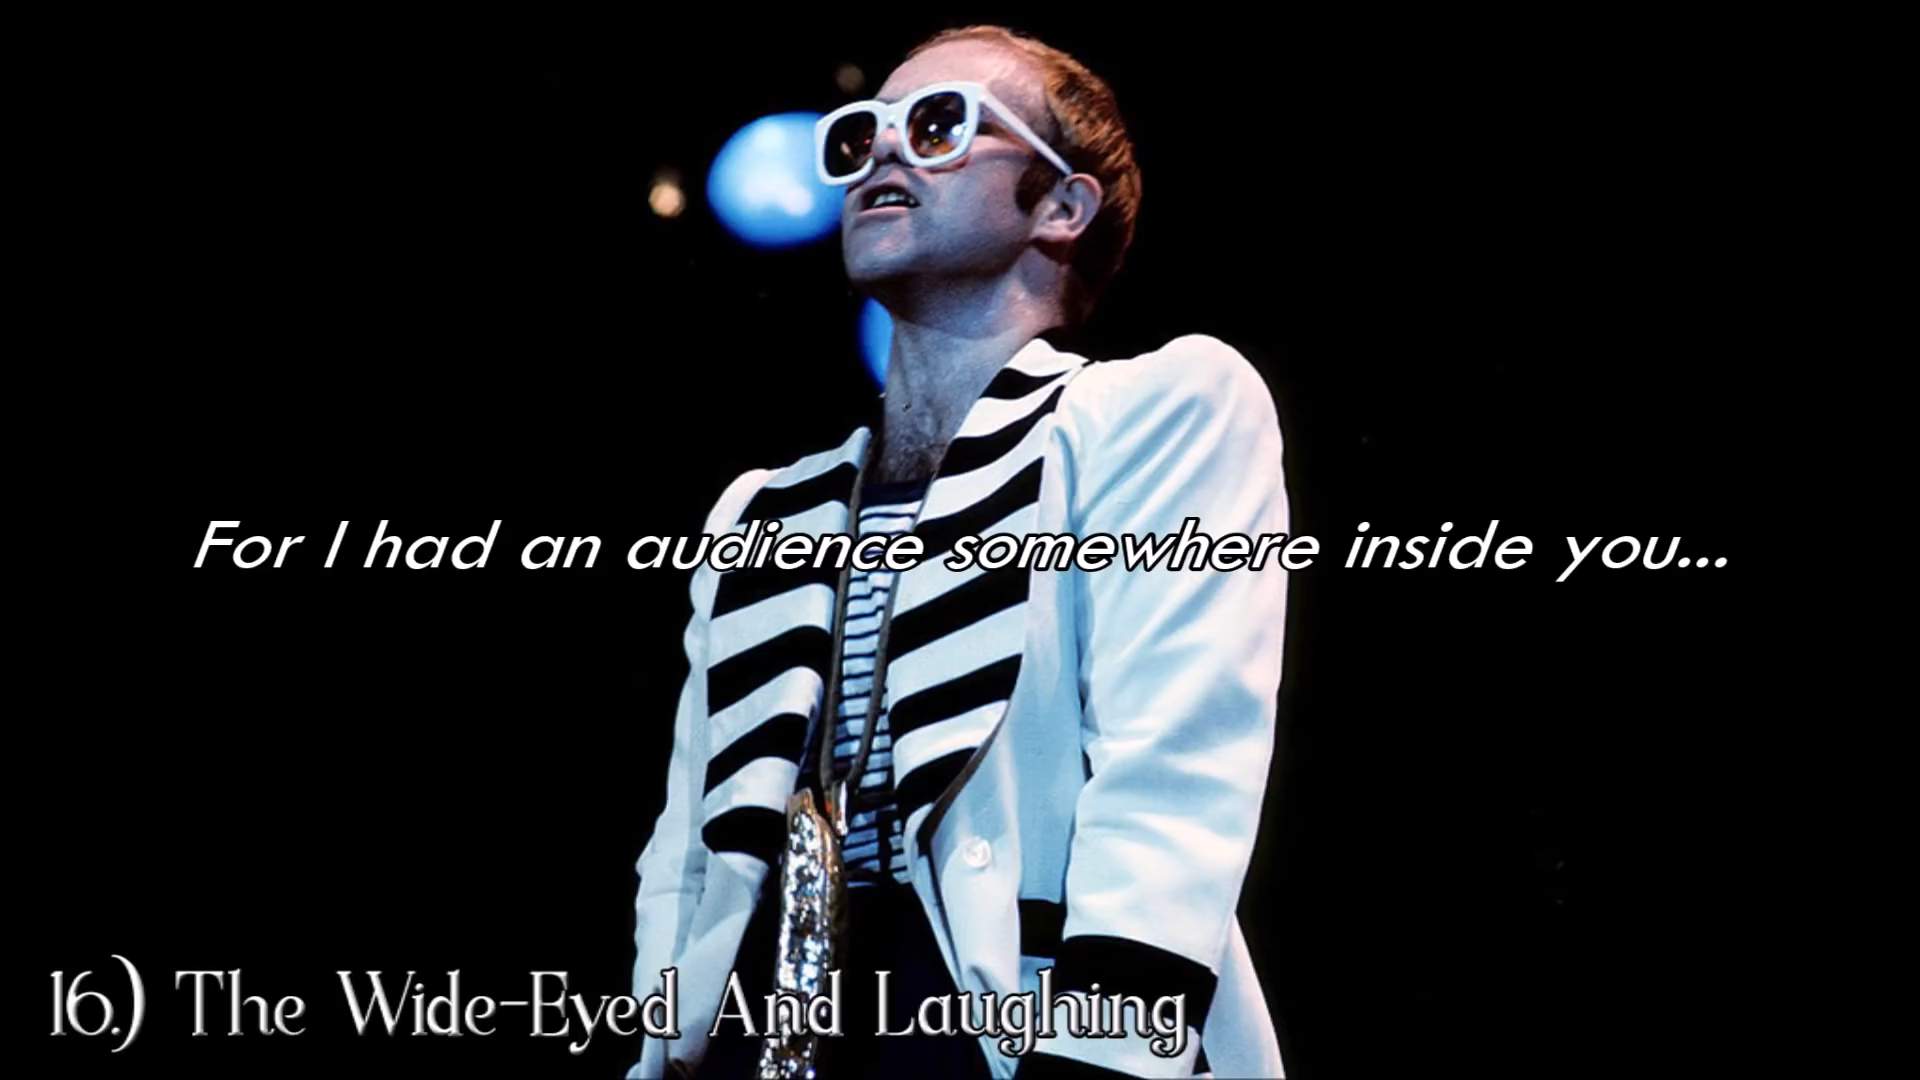 For I had an audience somewhere inside you...
16.) The Wide-Eyed And Laughing